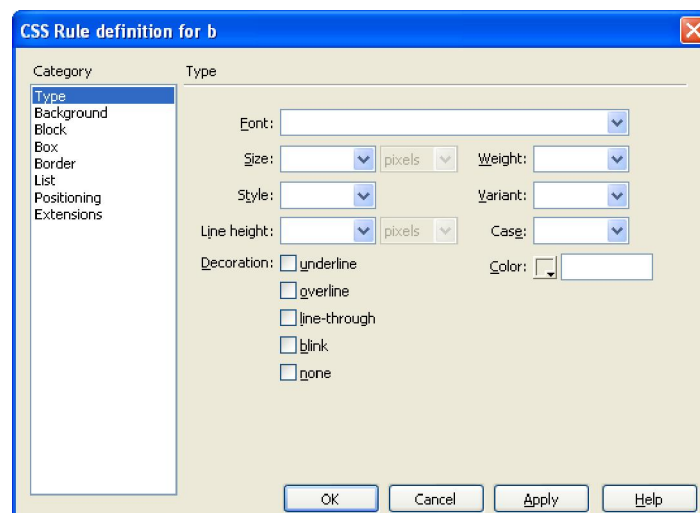 CSS Rule definition for b
Category
Type
Background
Block
Box
Border
List
Positioning
Extensions
Type
Font:
Size: pixels Weight:
Style: Variant:
Line height: pixels Case:
Decoration: underline Color:
overline
line-through
blink
none
OK Cancel Apply Help